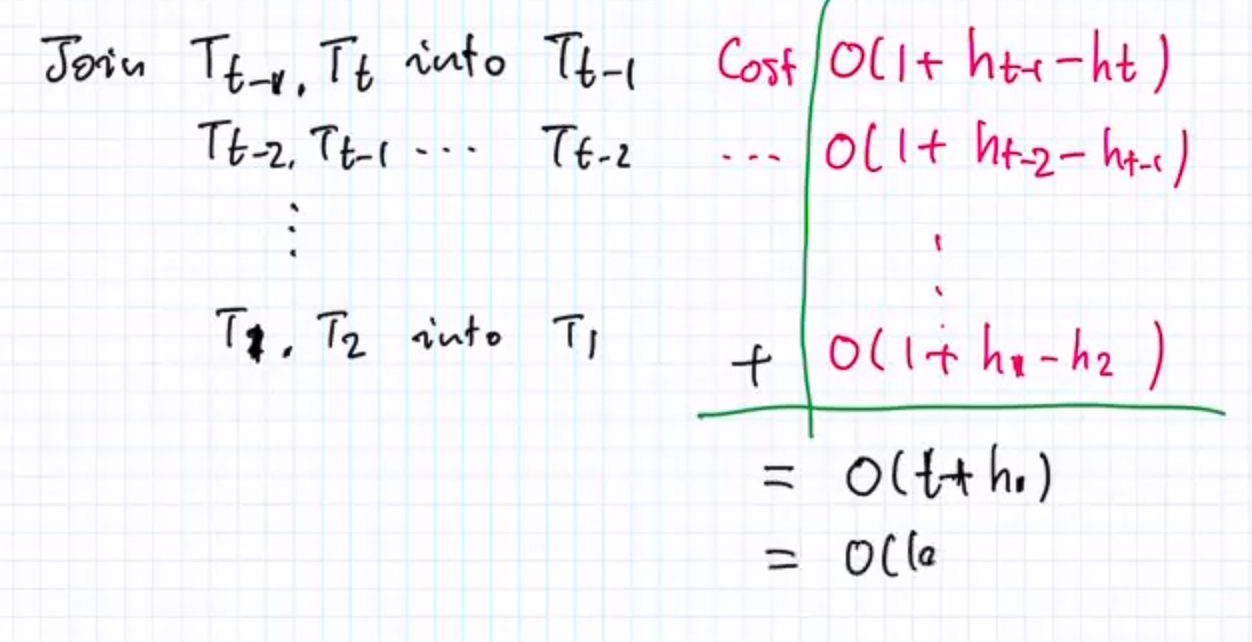 Join T_{t-1}, T_t into T_{t-1} Cost O(1 + h_{t-1} - h_t)
T_{t-2}, T_{t-1} ... T_{t-2} ... O(1 + h_{t-2} - h_{t-1})
⋮ ⋮
T_1, T_2 into T_1 + O(1 + h_1 - h_2)
= O(t + h_1)
= O(lo